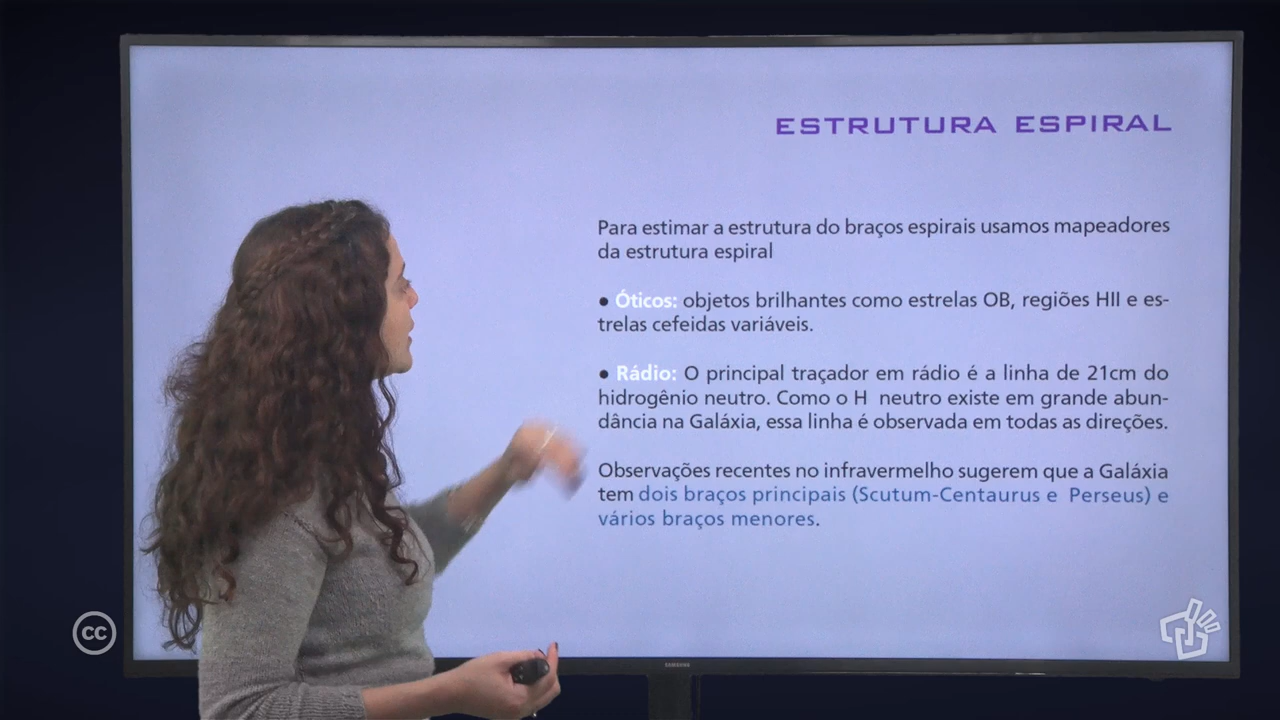 ESTRUTURA ESPIRAL
Para estimar a estrutura do braços espirais usamos mapeadores
da estrutura espiral
● Óticos: objetos brilhantes como estrelas OB, regiões HII e es-
trelas cefeidas variáveis.
● Rádio: O principal traçador em rádio é a linha de 21cm do
hidrogênio neutro. Como o H neutro existe em grande abun-
dância na Galáxia, essa linha é observada em todas as direções.
Observações recentes no infravermelho sugerem que a Galáxia
tem dois braços principais (Scutum-Centaurus e Perseus) e
vários braços menores.
cc
SAMSUNG